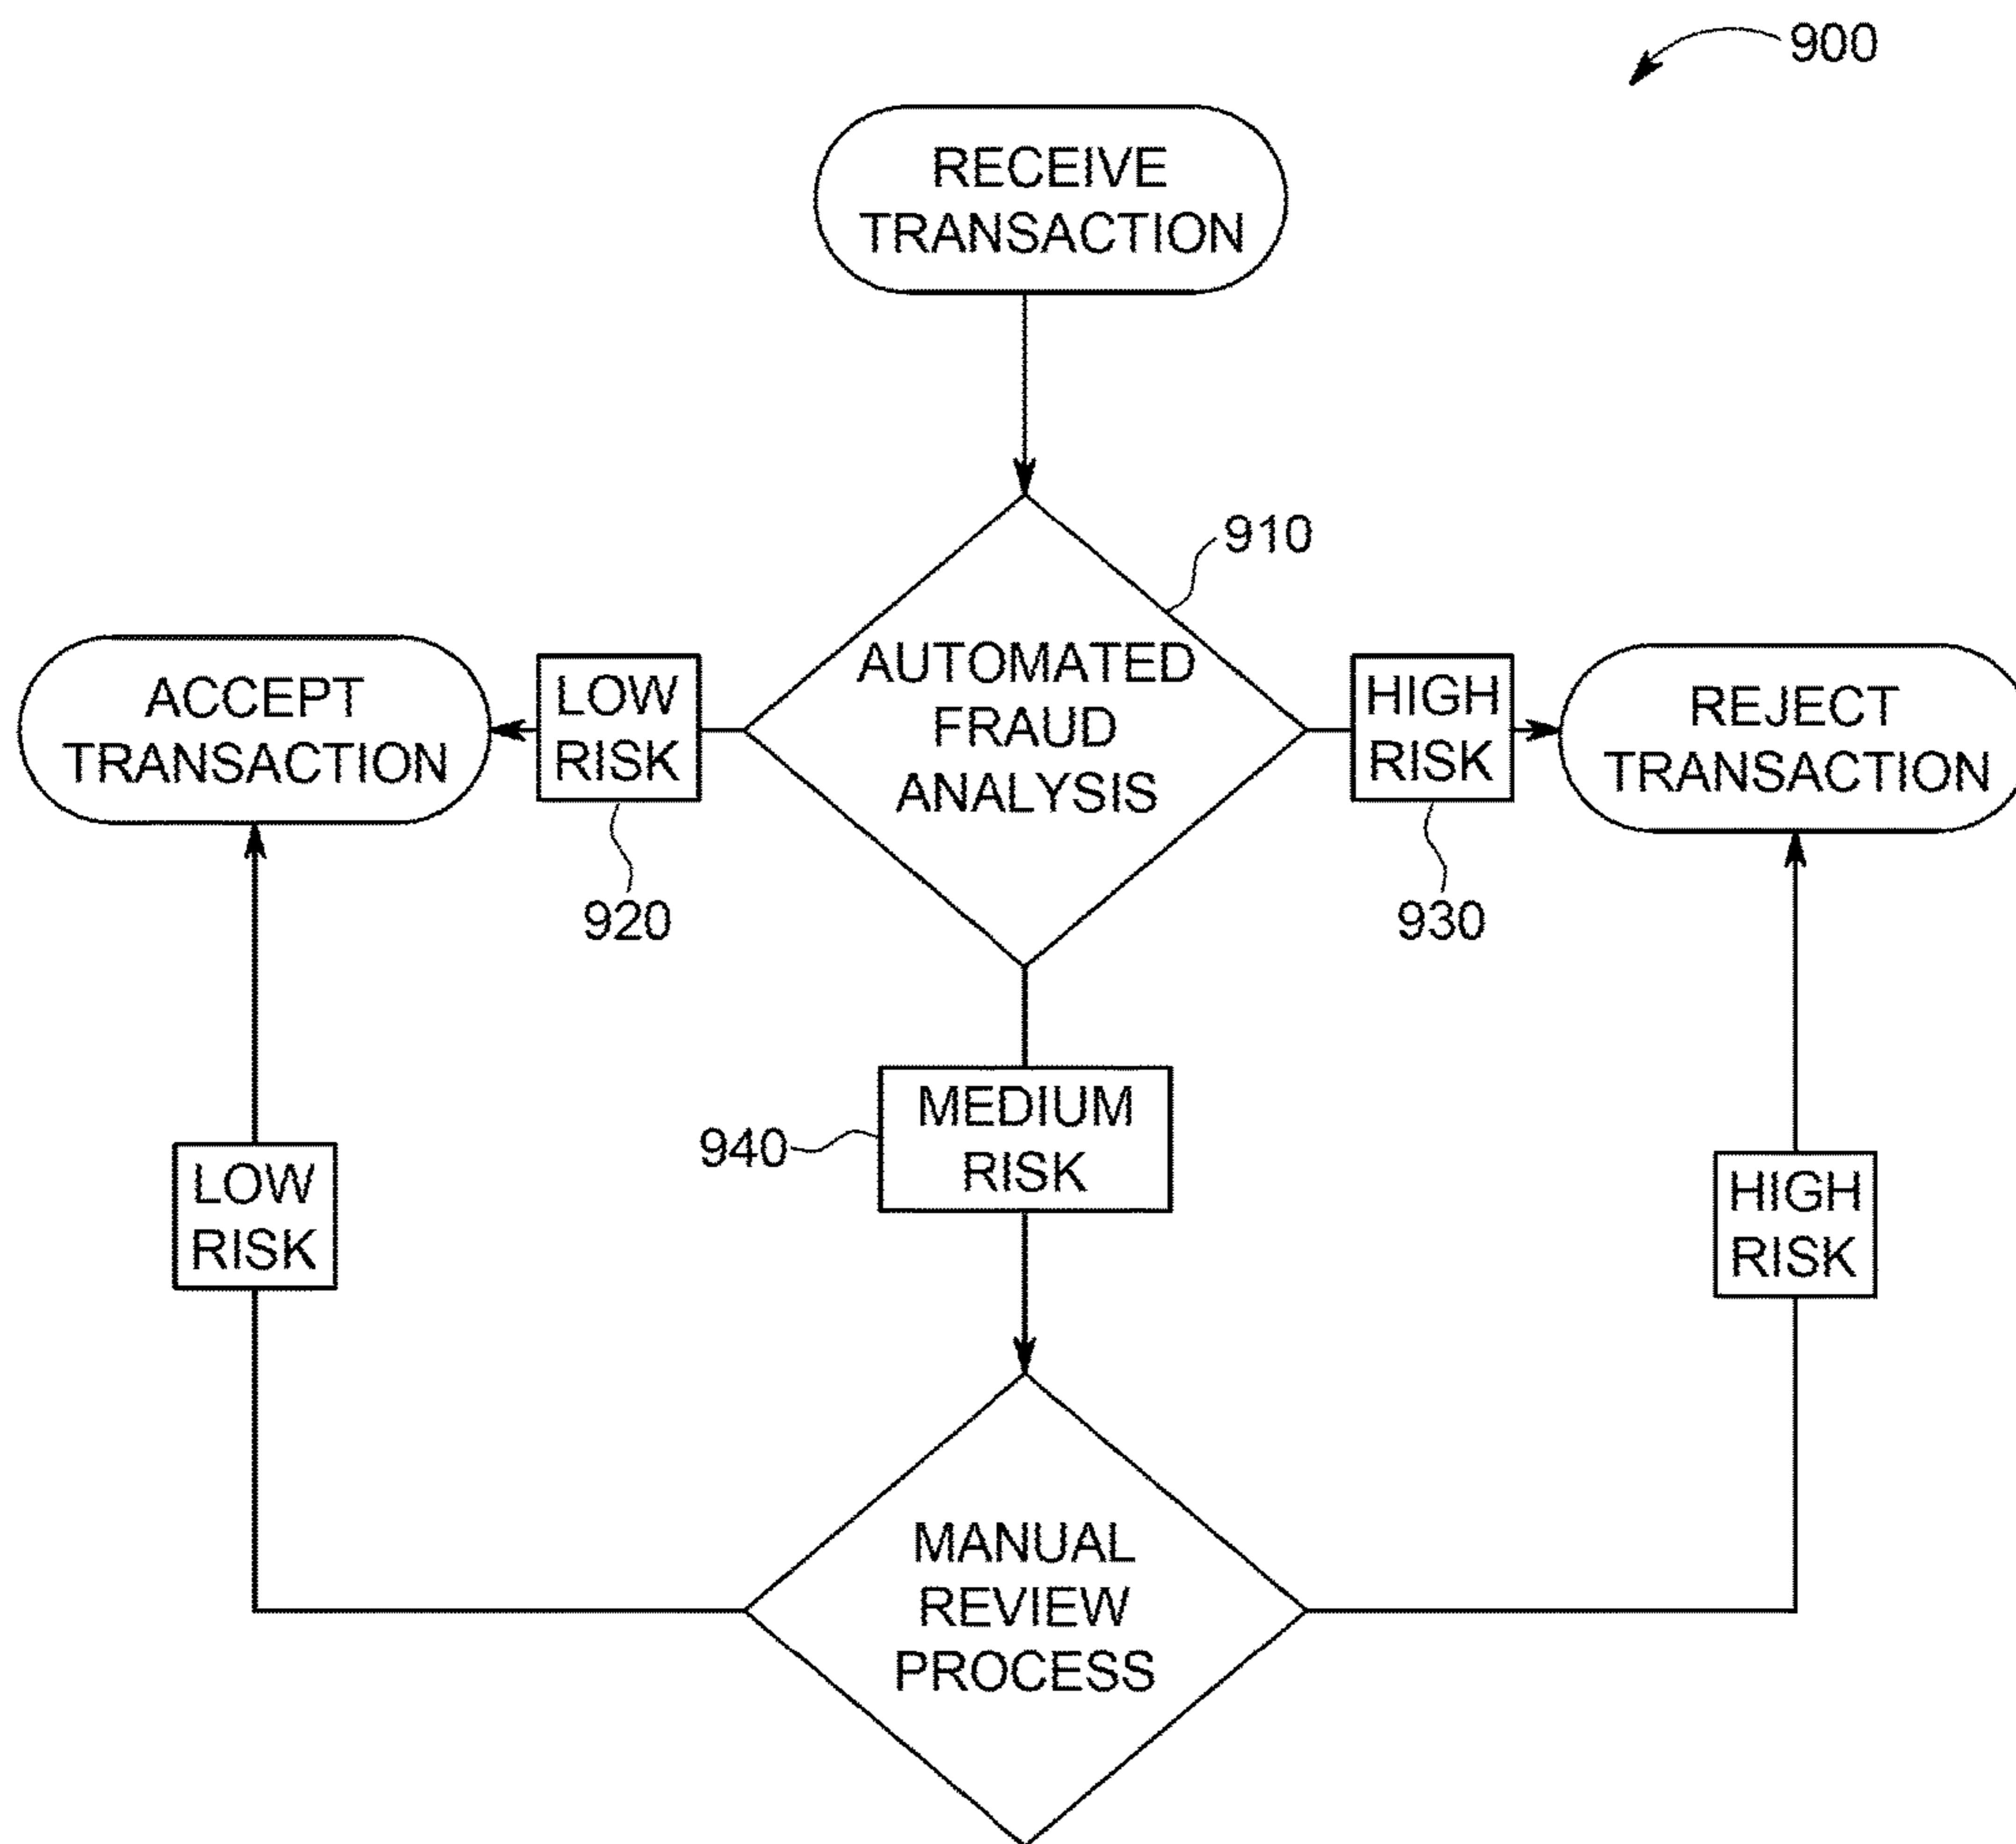 900
RECEIVE
TRANSACTION
910
AUTOMATED
FRAUD
ANALYSIS
ACCEPT
TRANSACTION
LOW
RISK
920
HIGH
RISK
930
REJECT
TRANSACTION
940
MEDIUM
RISK
LOW
RISK
HIGH
RISK
MANUAL
REVIEW
PROCESS